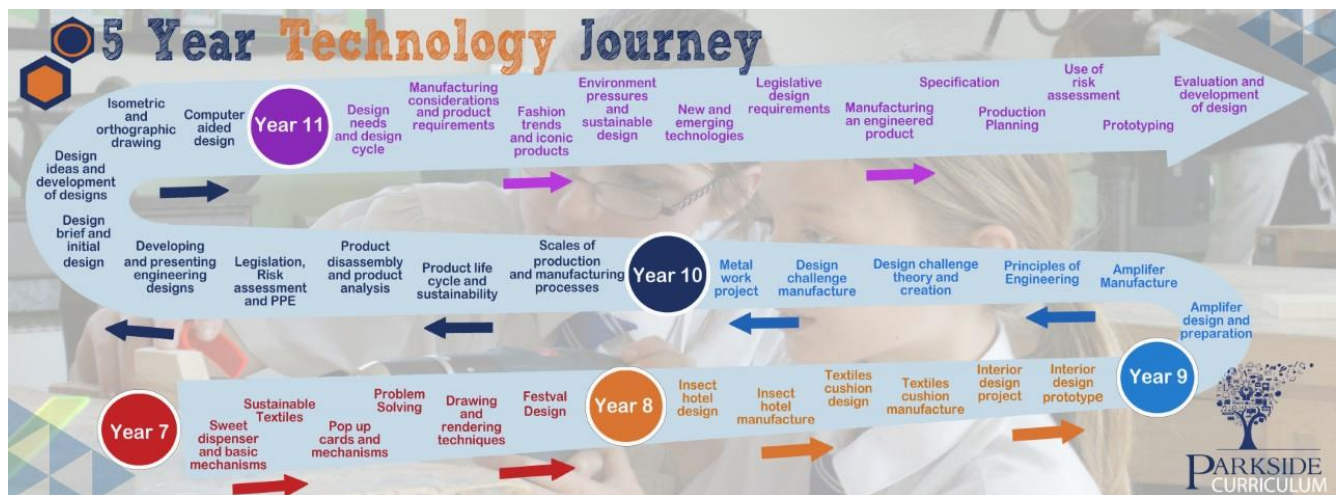 5 Year Technology Journey
Year 7
Sweet
dispenser
and basic
mechanisms
Sustainable
Textiles
Pop up
cards and
mechanisms
Problem
Solving
Drawing
and
rendering
techniques
Festval
Design
Year 8
Insect
hotel
design
Insect
hotel
manufacture
Textiles
cushion
design
Textiles
cushion
manufacture
Interior
design
project
Interior
design
prototype
Year 9
Amplifer
design and
preparation
Amplifer
Manufacture
Principles of
Engineering
Design challenge
theory and
creation
Design
challenge
manufacture
Metal
work
project
Year 10
Scales of
production
and manufacturing
processes
Product life
cycle and
sustainability
Product
disassembly
and product
analysis
Legislation,
Risk
assessment
and PPE
Developing
and presenting
engineering
designs
Design
brief and
initial
design
Design
ideas and
development
of designs
Isometric
and
orthographic
drawing
Computer
aided
design
Year 11
Design
needs
and design
cycle
Manufacturing
considerations
and product
requirements
Fashion
trends
and iconic
products
Environment
pressures
and
sustainable
design
New and
emerging
technologies
Legislative
design
requirements
Manufacturing
an engineered
product
Specification
Production
Planning
Use of
risk
assessment
Prototyping
Evaluation and
development
of design
PARKSIDE
CURRICULUM